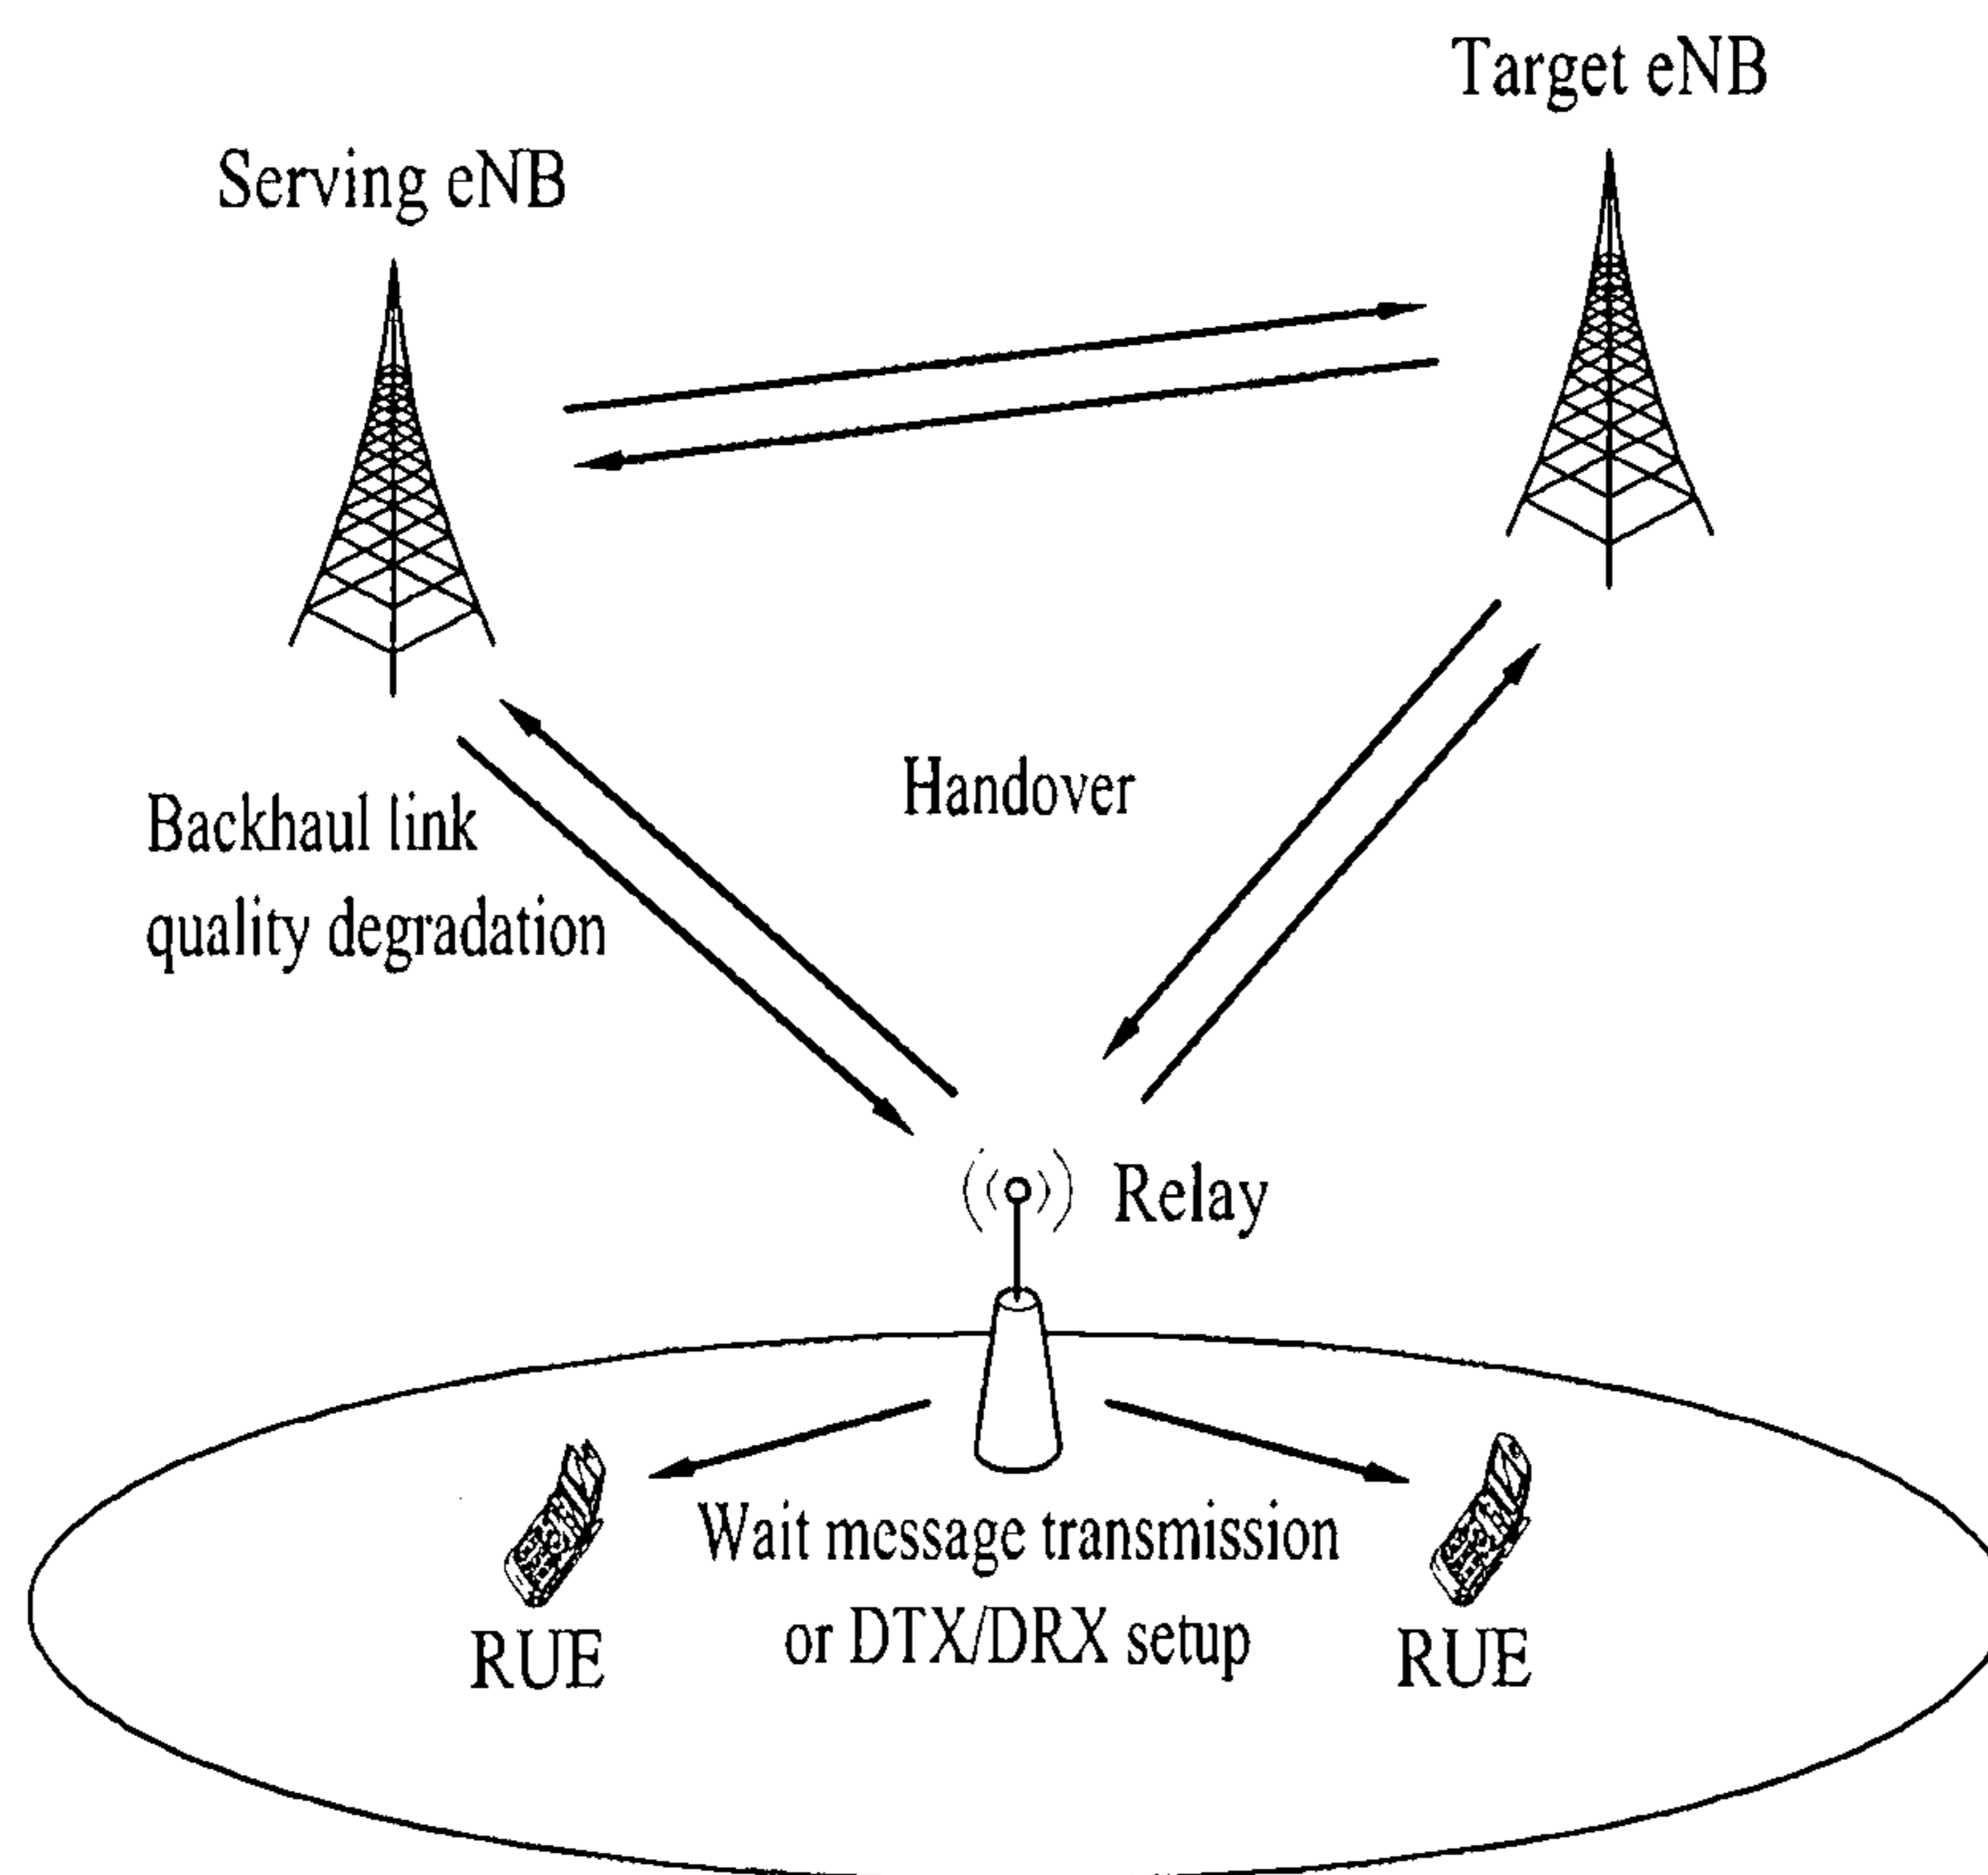 Target eNB
Serving eNB
Handover
Backhaul link
quality degradation
Relay
Wait message transmission
or DTX/DRX setup
RUE
RUE